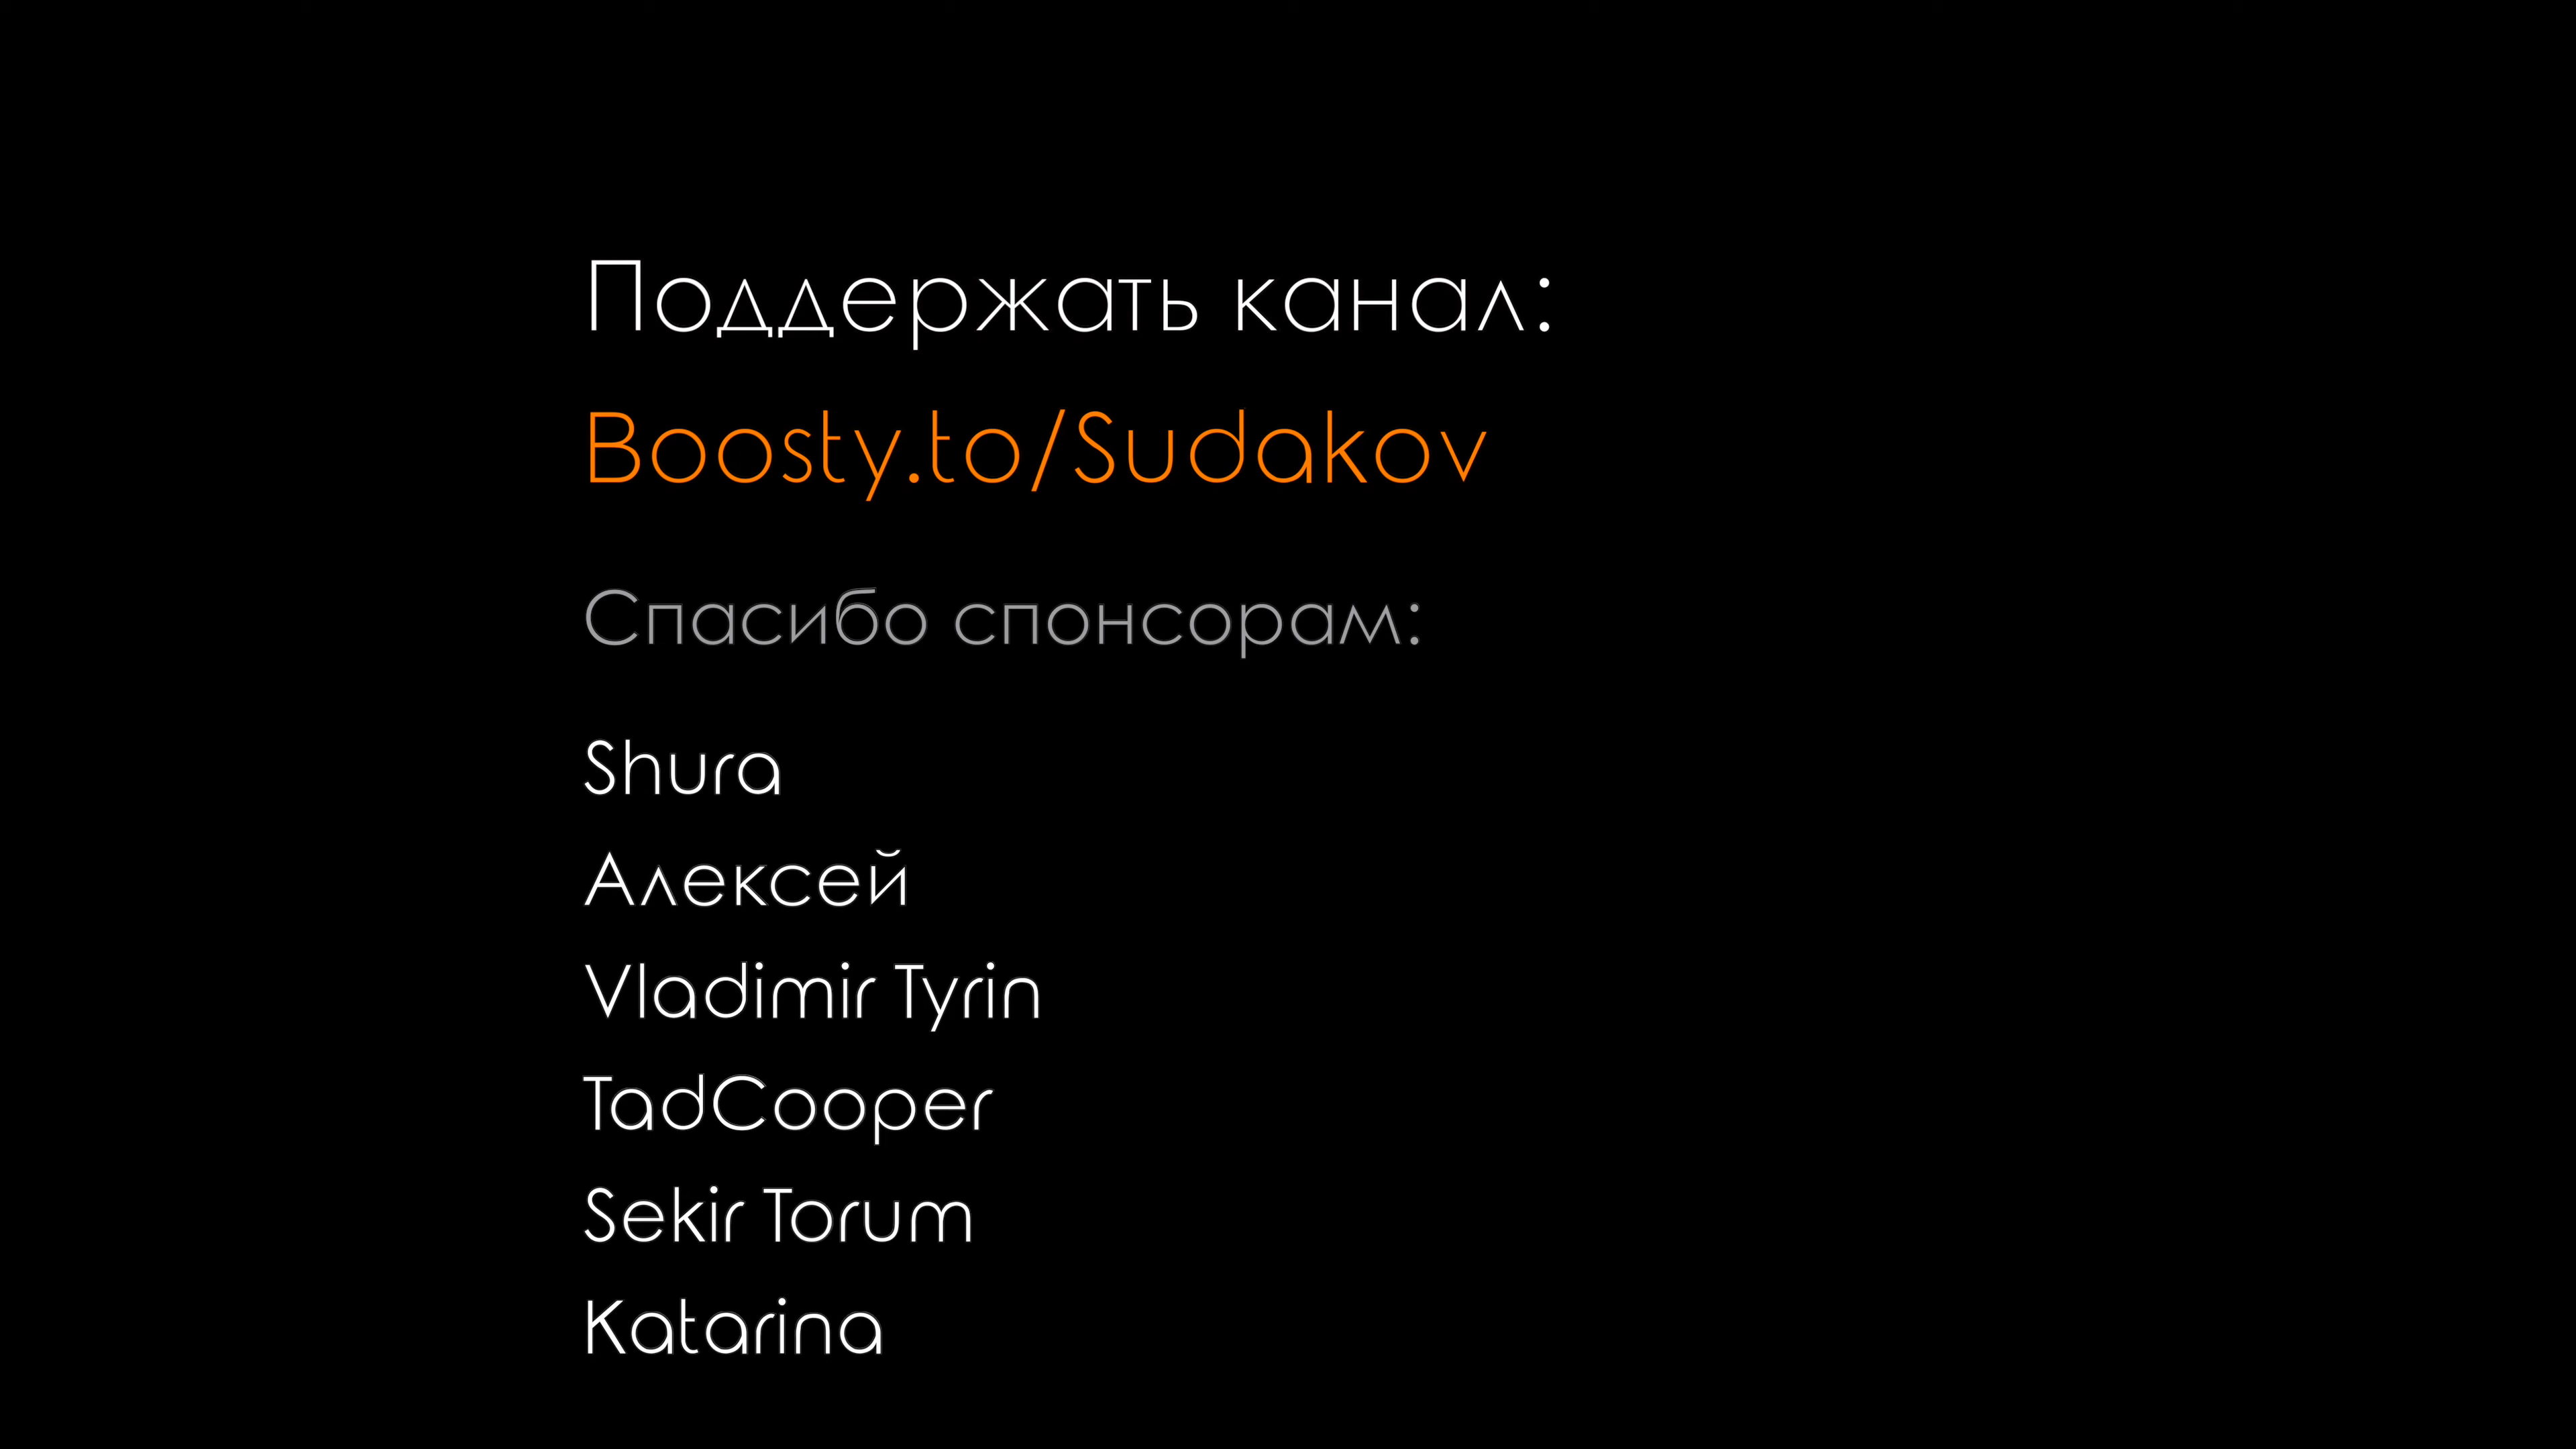 Поддержать канал:
Boosty.to/Sudakov
Спасибо спонсорам:
Shura
Алексей
Vladimir Tyrin
TadCooper
Sekir Torum
Katarina